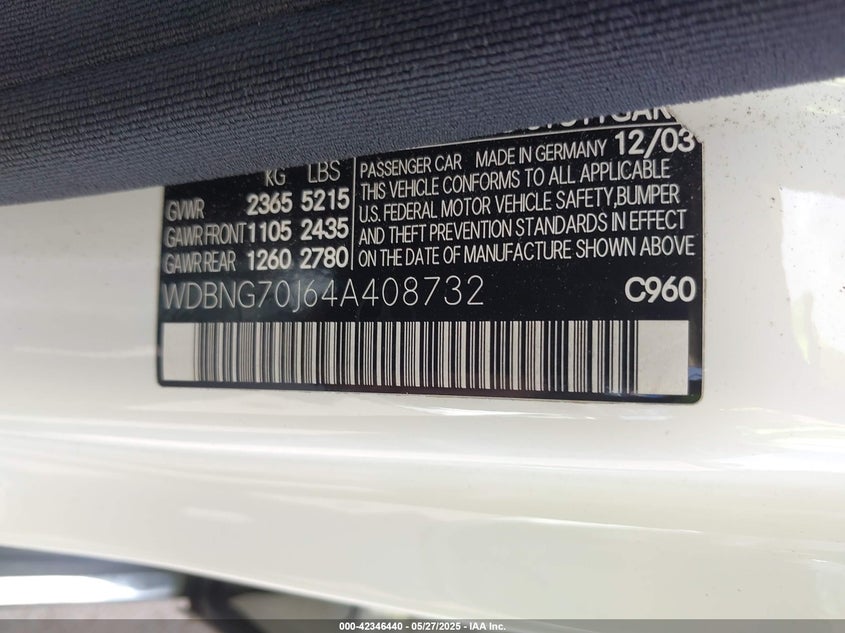 12/03
KG LBS
GVWR 2365 5215
GAWR FRONT 1105 2435
GAWR REAR 1260 2780
PASSENGER CAR MADE IN GERMANY
THIS VEHICLE CONFORMS TO ALL APPLICABLE
U.S. FEDERAL MOTOR VEHICLE SAFETY,BUMPER
AND THEFT PREVENTION STANDARDS IN EFFECT
ON THE DATE OF MANUFACTURE SHOWN ABOVE
WDBNG70J64A408732 C960
000-42346440 - 05/27/2025 - IAA Inc.